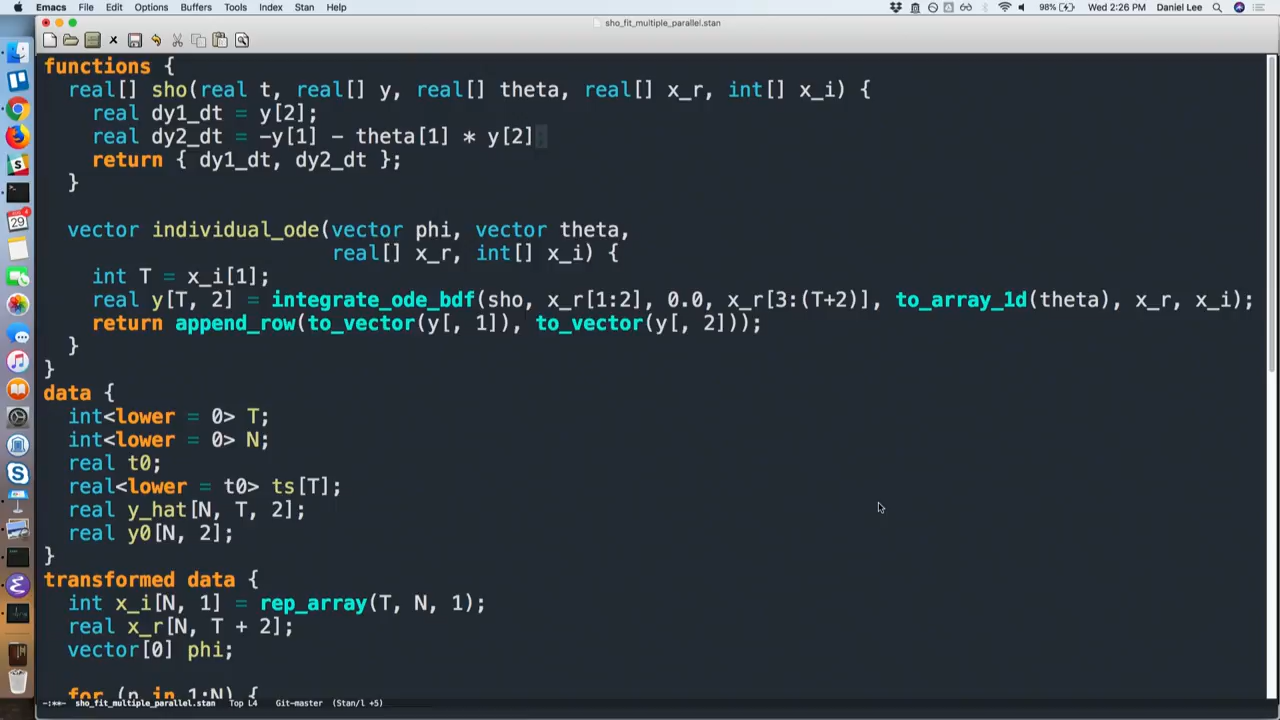 Emacs File Edit Options Buffers Tools Index Stan Help 98% Wed 2:26 PM Daniel Lee
sho_fit_multiple_parallel.stan
functions {
real[] sho(real t, real[] y, real[] theta, real[] x_r, int[] x_i) {
real dy1_dt = y[2];
real dy2_dt = -y[1] - theta[1] * y[2];
return { dy1_dt, dy2_dt };
}
vector individual_ode(vector phi, vector theta,
real[] x_r, int[] x_i) {
int T = x_i[1];
real y[T, 2] = integrate_ode_bdf(sho, x_r[1:2], 0.0, x_r[3:(T+2)], to_array_1d(theta), x_r, x_i);
return append_row(to_vector(y[, 1]), to_vector(y[, 2]));
}
}
data {
int<lower = 0> T;
int<lower = 0> N;
real t0;
real<lower = t0> ts[T];
real y_hat[N, T, 2];
real y0[N, 2];
}
transformed data {
int x_i[N, 1] = rep_array(T, N, 1);
real x_r[N, T + 2];
vector[0] phi;
for (n in 1:N) {
-:**- sho_fit_multiple_parallel.stan Top L4 Git-master (Stan/l +5)